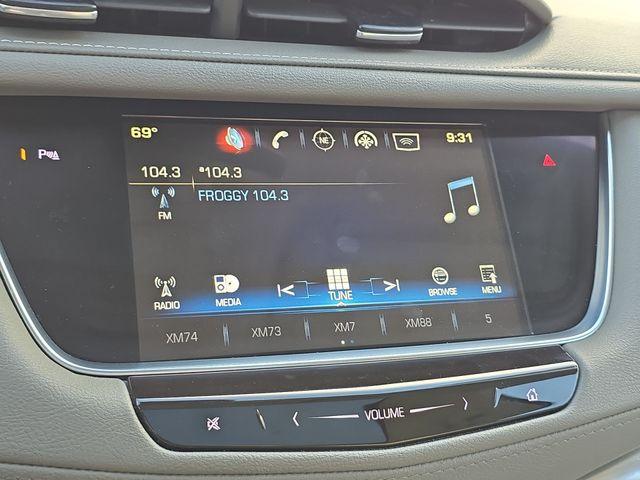 69° NE 9:31
P
104.3 a104.3
FM FROGGY 104.3
RADIO MEDIA TUNE BROWSE MENU
XM74 XM73 XM7 XM88 5
VOLUME